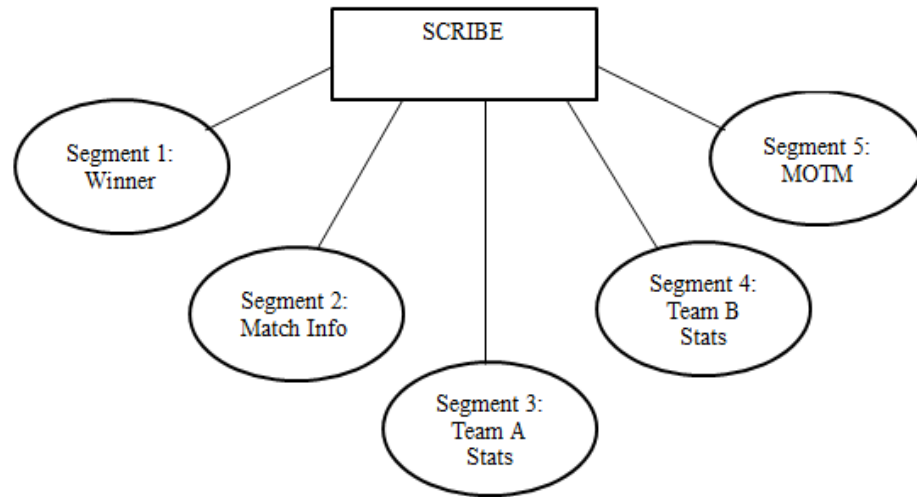 SCRIBE
Segment 1:
Winner
Segment 2:
Match Info
Segment 3:
Team A
Stats
Segment 4:
Team B
Stats
Segment 5:
MOTM